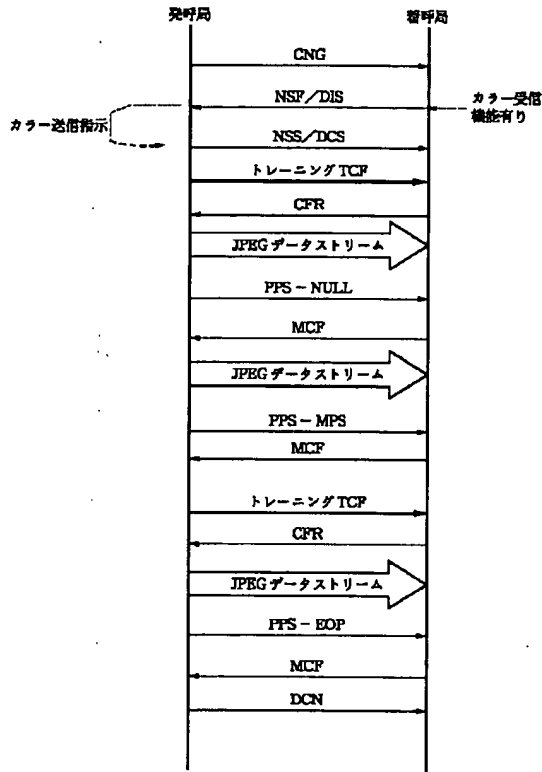 発呼局
着呼局
CNG
NSF/DIS
カラー受信
機能有り
カラー送信指示
NSS/DCS
トレーニングTCF
CFR
JPEGデータストリーム
PPS-NULL
MCF
JPEGデータストリーム
PPS-MPS
MCF
トレーニングTCF
CFR
JPEGデータストリーム
PPS-EOP
MCF
DCN